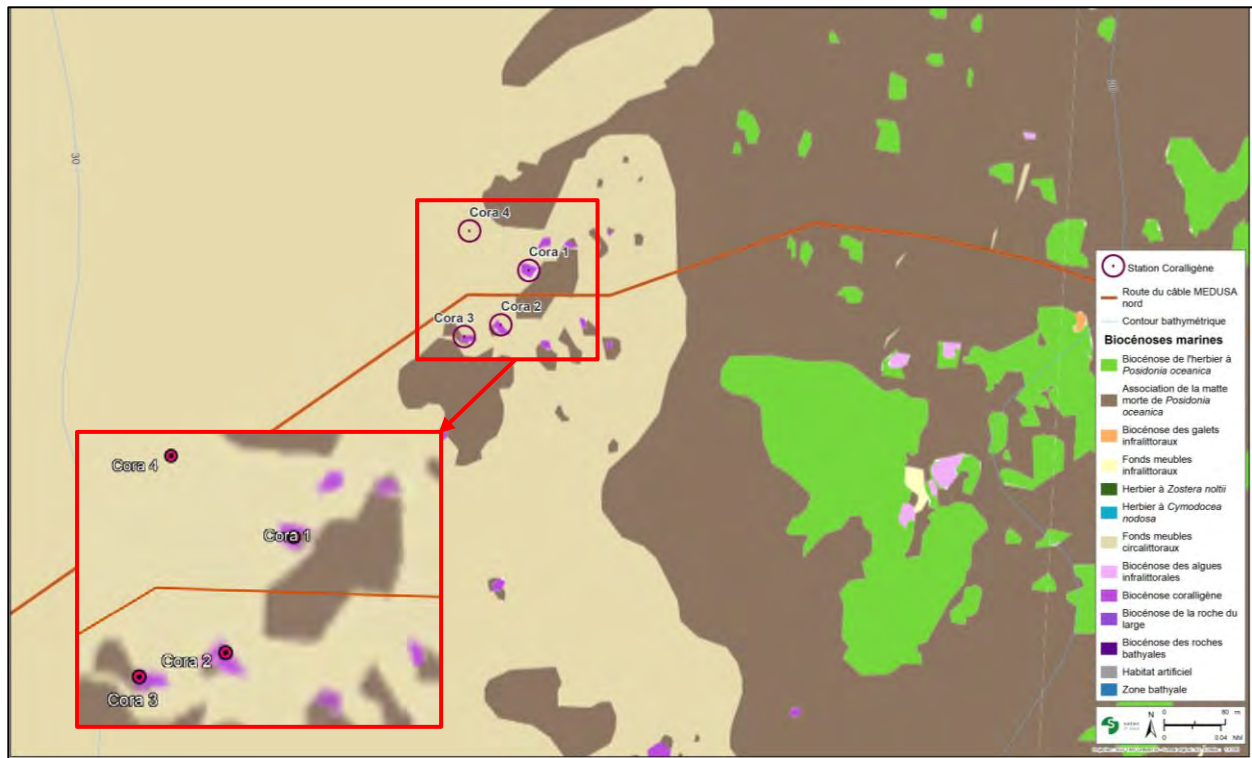 30
Cora 4
Cora 1
Cora 2
Cora 3
Cora 4
Cora 1
Cora 2
Cora 3
Station Coralligène
Route du câble MEDUSA
nord
Contour bathymétrique
Biocénoses marines
Biocénose de l'herbier à
Posidonia oceanica
Association de la matte
morte de Posidonia
oceanica
Biocénose des galets
infralittoraux
Fonds meubles
infralittoraux
Herbier à Zostera noltii
Herbier à Cymodocea
nodosa
Fonds meubles
circalittoraux
Biocénose des algues
infralittorales
Biocénose coralligène
Biocénose de la roche du
large
Biocénose des roches
bathyales
Habitat artificiel
Zone bathyale
N
0 80 m
0 0.04 NM